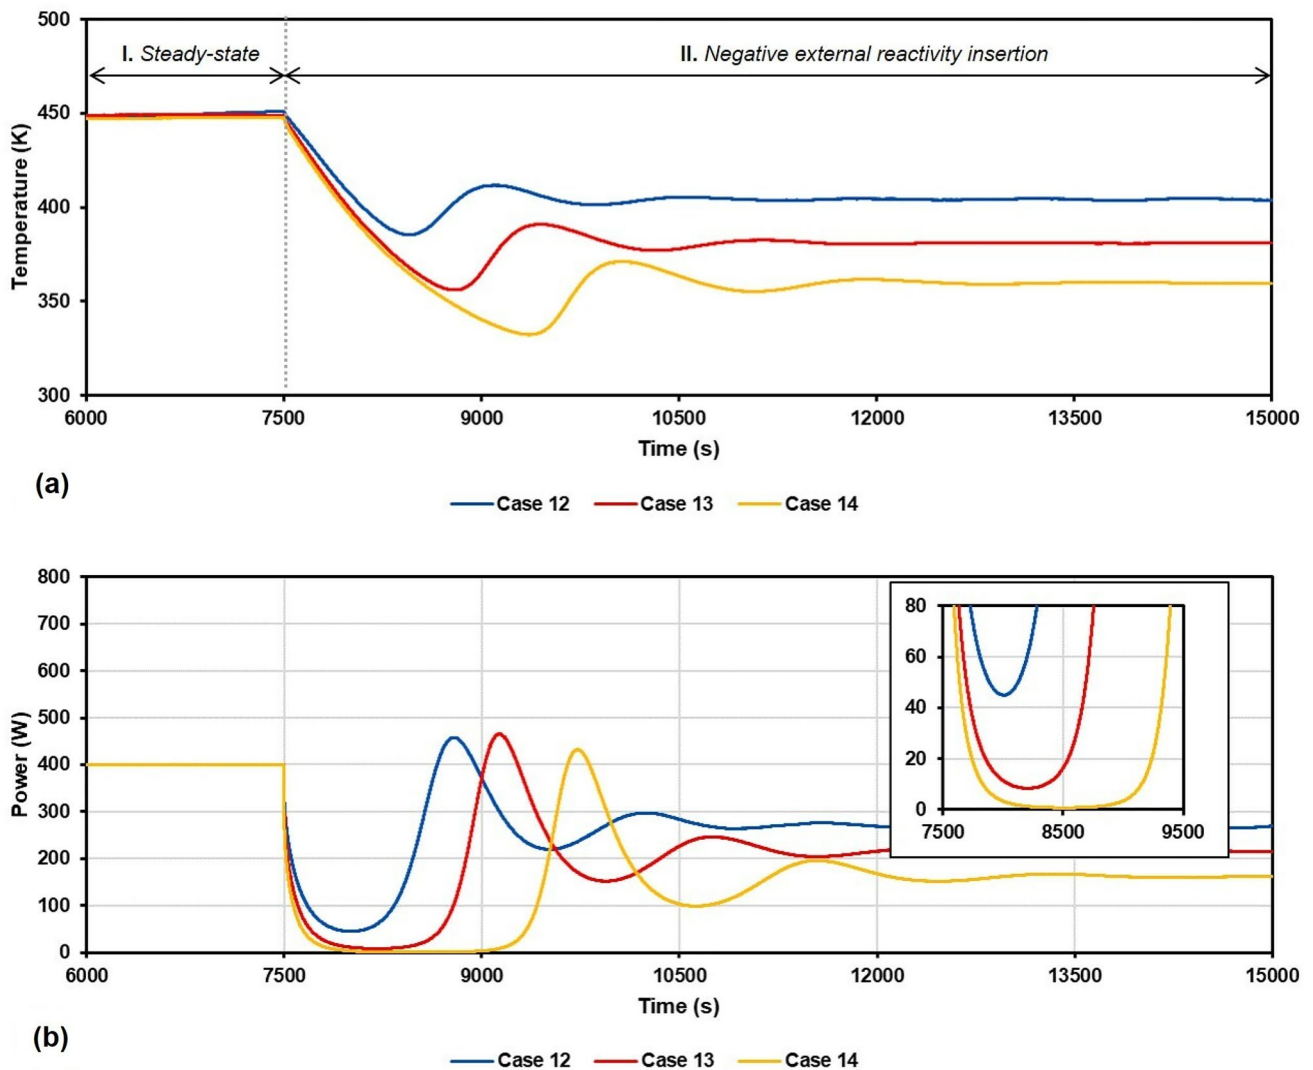 500
I. Steady-state
II. Negative external reactivity insertion
450
400
350
300
Temperature (K)
6000 7500 9000 10500 12000 13500 15000
Time (s)
(a)
Case 12 Case 13 Case 14
800
700
600
500
400
300
200
100
0
Power (W)
80
60
40
20
0
7500 8500 9500
6000 7500 9000 10500 12000 13500 15000
Time (s)
(b)
Case 12 Case 13 Case 14